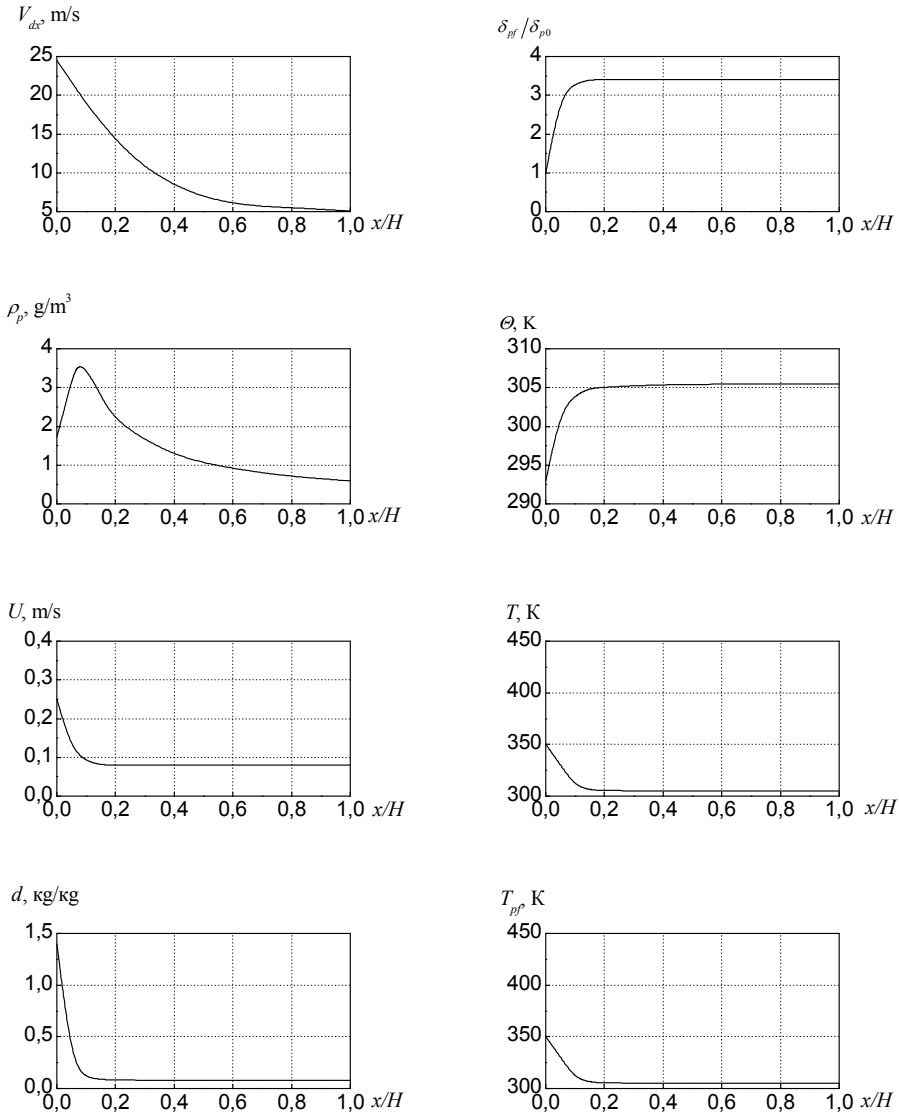 V_dx, m/s
25
20
15
10
5
0,0 0,2 0,4 0,6 0,8 1,0 x/H
δ_pf/δ_p0
4
3
2
1
0
0,0 0,2 0,4 0,6 0,8 1,0 x/H
ρ_p, g/m³
4
3
2
1
0
0,0 0,2 0,4 0,6 0,8 1,0 x/H
Θ, K
310
305
300
295
290
0,0 0,2 0,4 0,6 0,8 1,0 x/H
U, m/s
0,4
0,3
0,2
0,1
0,0
0,0 0,2 0,4 0,6 0,8 1,0 x/H
T, K
450
400
350
300
0,0 0,2 0,4 0,6 0,8 1,0 x/H
d, кg/кg
1,5
1,0
0,5
0,0
0,0 0,2 0,4 0,6 0,8 1,0 x/H
T_pf, K
450
400
350
300
0,0 0,2 0,4 0,6 0,8 1,0 x/H